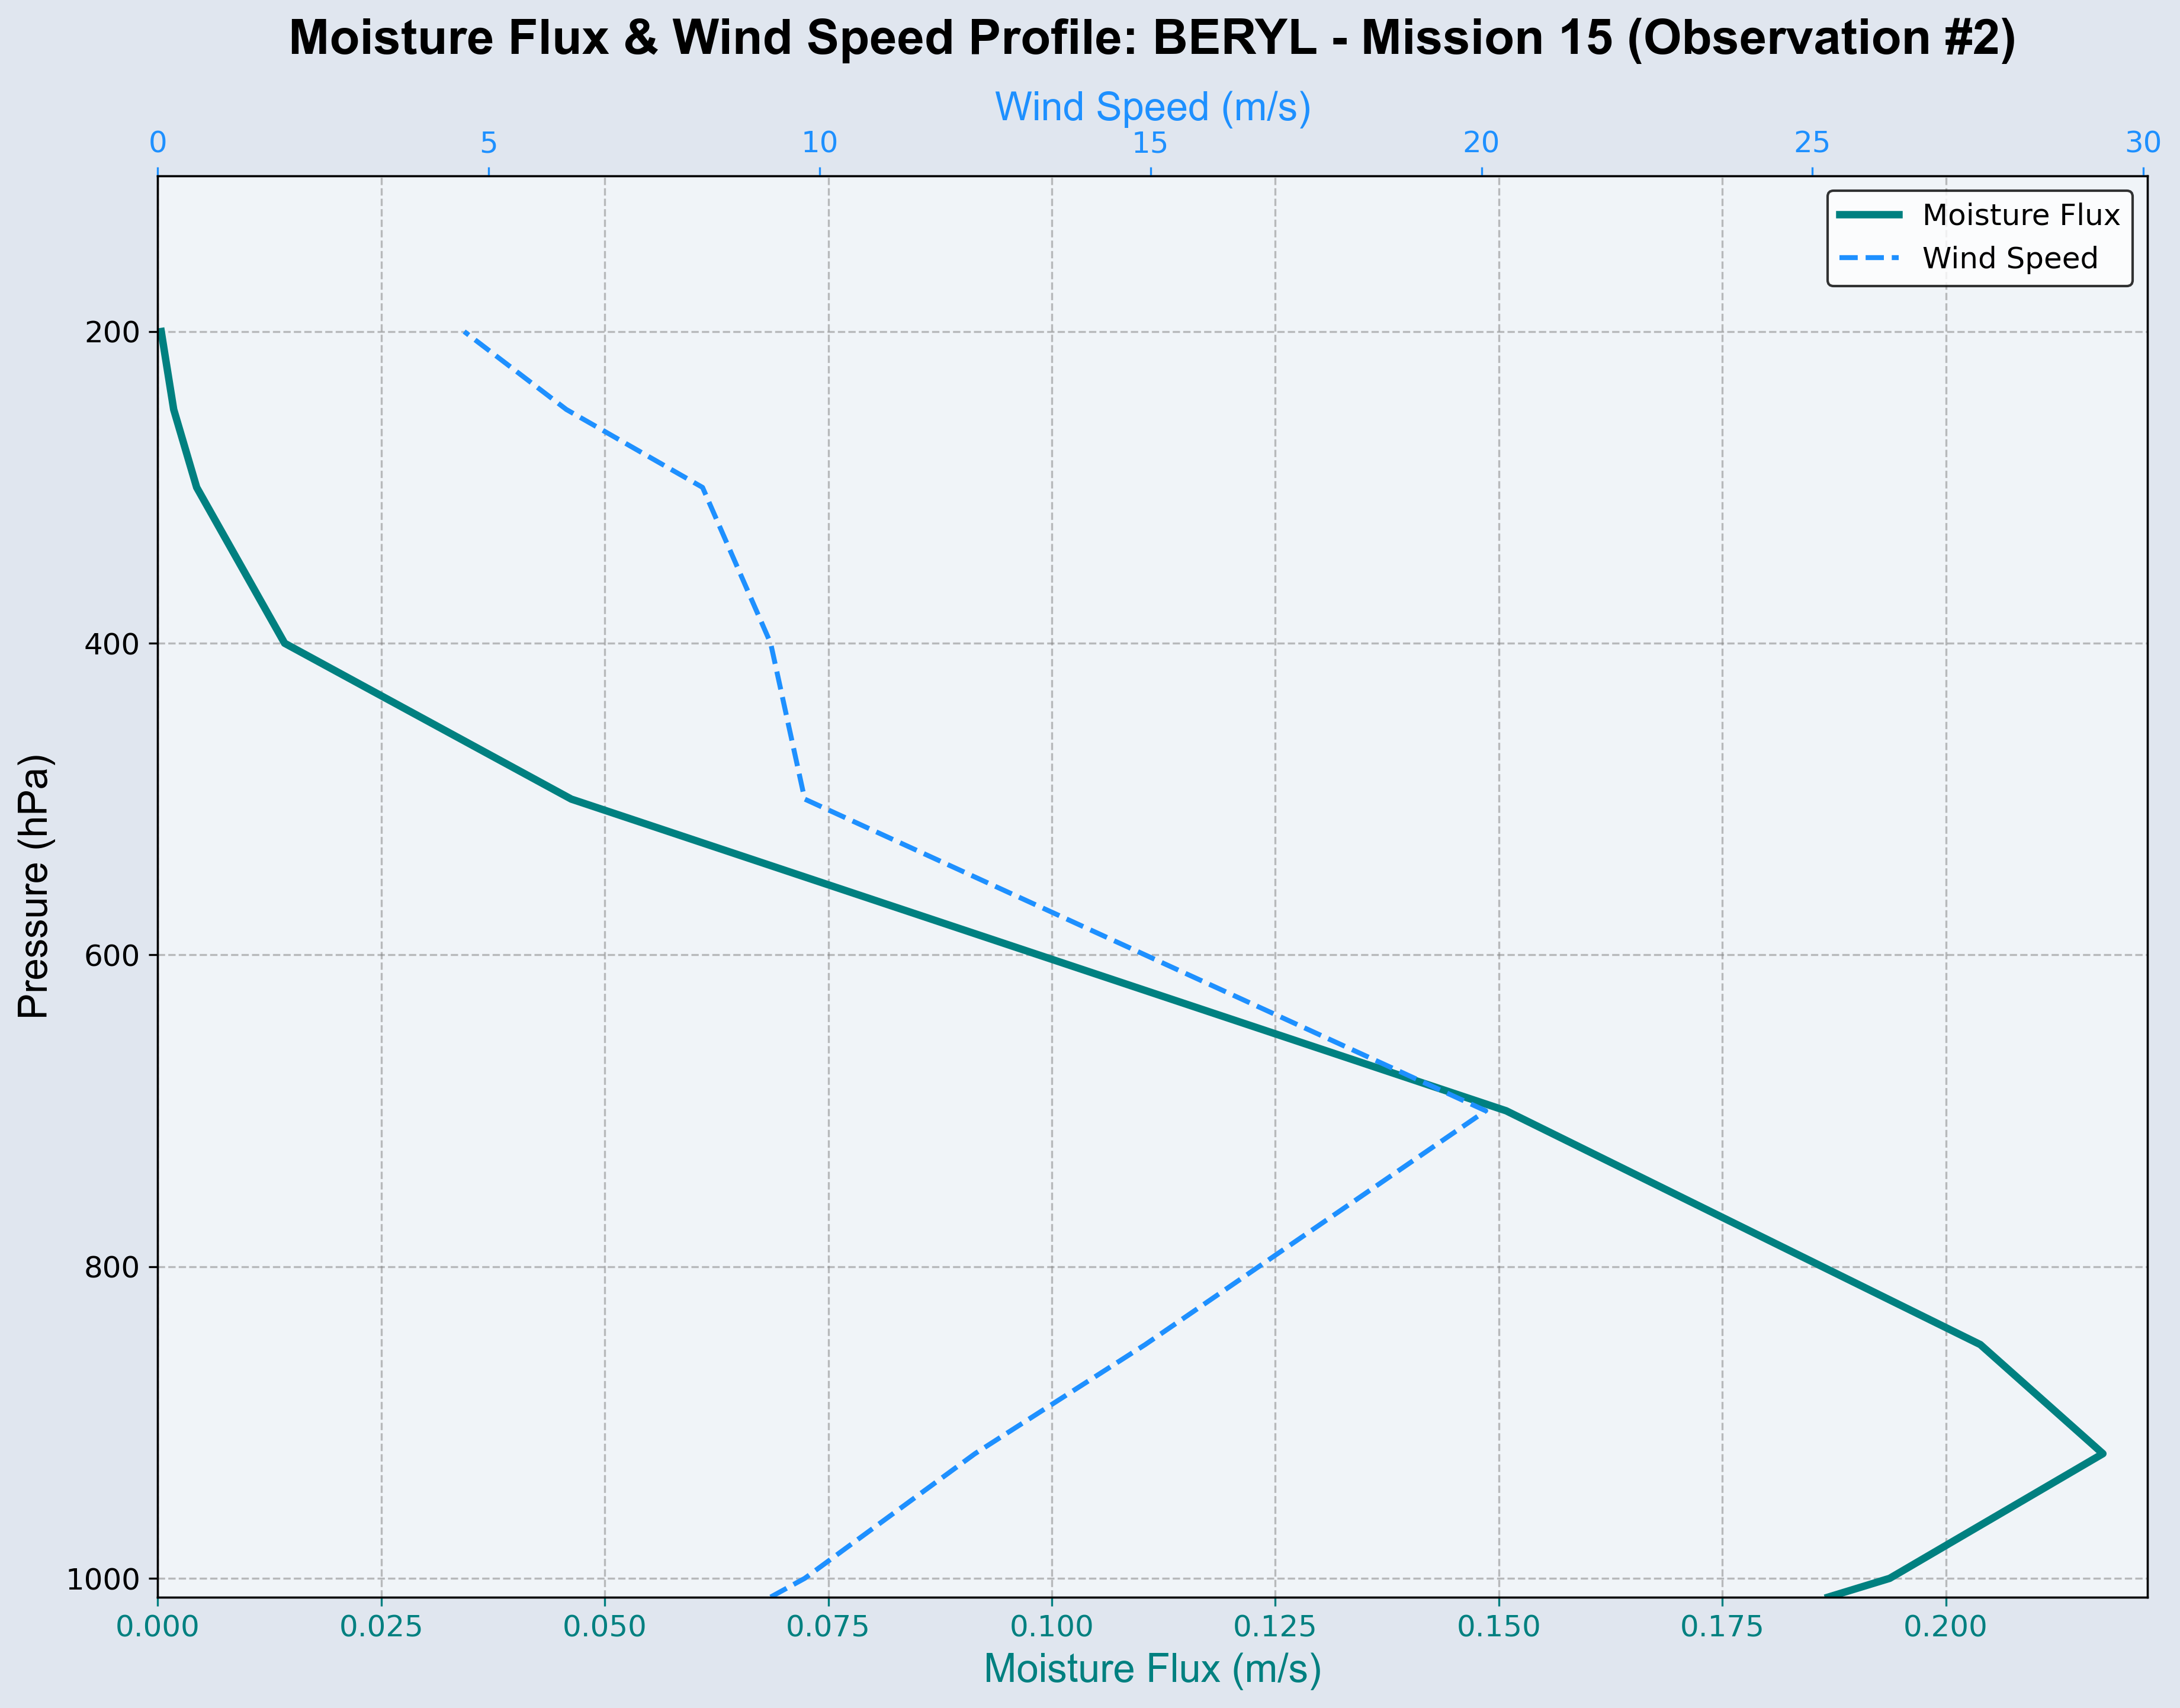 Moisture Flux & Wind Speed Profile: BERYL - Mission 15 (Observation #2)
Wind Speed (m/s)
0 5 10 15 20 25 30
Moisture Flux
Wind Speed
200
400
600
800
1000
Pressure (hPa)
0.000 0.025 0.050 0.075 0.100 0.125 0.150 0.175 0.200
Moisture Flux (m/s)